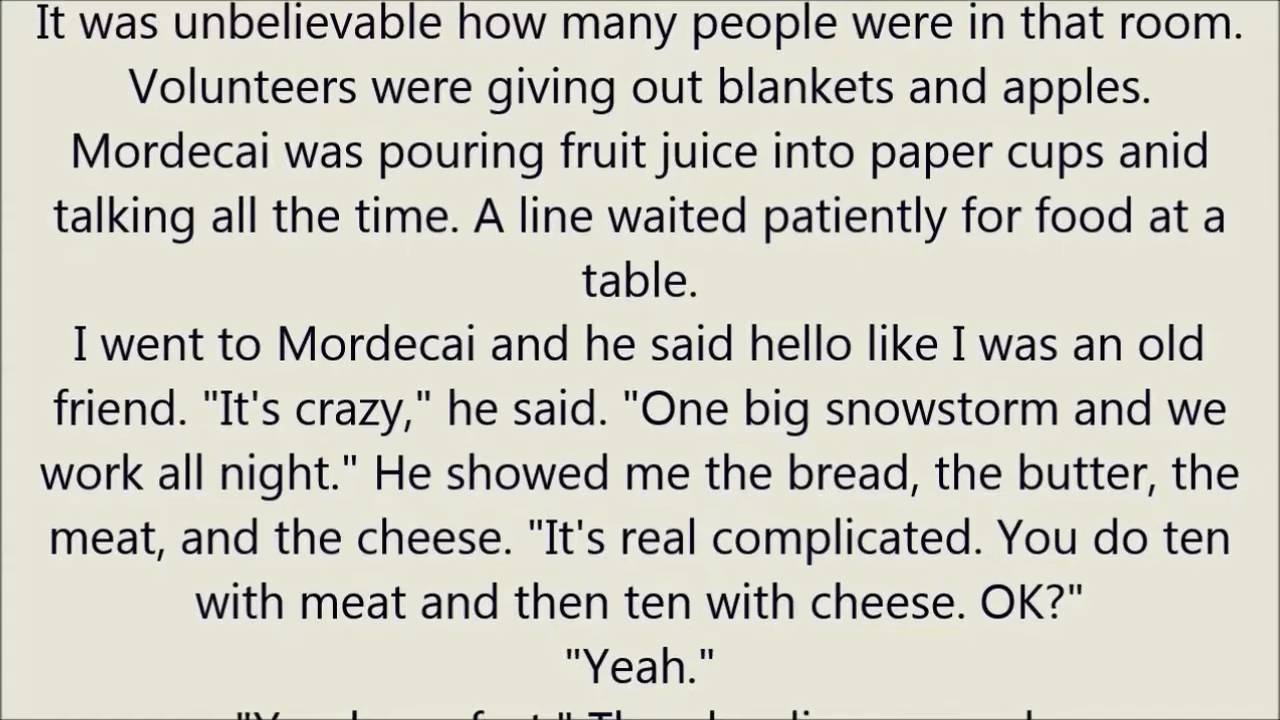 It was unbelievable how many people were in that room.
Volunteers were giving out blankets and apples.
Mordecai was pouring fruit juice into paper cups anid
talking all the time. A line waited patiently for food at a
table.
I went to Mordecai and he said hello like I was an old
friend. "It's crazy," he said. "One big snowstorm and we
work all night." He showed me the bread, the butter, the
meat, and the cheese. "It's real complicated. You do ten
with meat and then ten with cheese. OK?"
"Yeah."